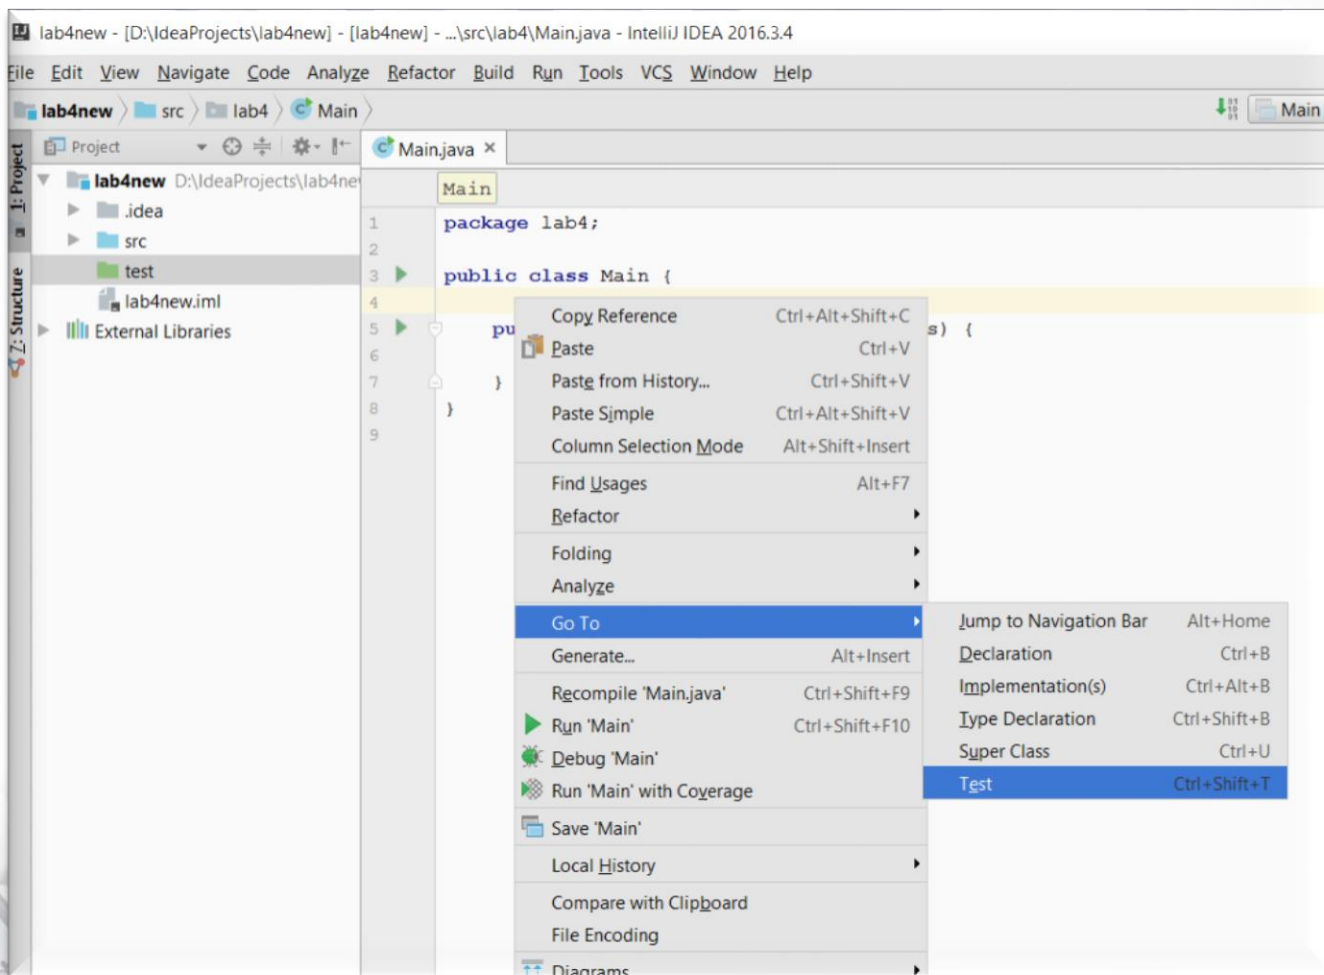 lab4new - [D:\IdeaProjects\lab4new] - [lab4new] - ...\src\lab4\Main.java - IntelliJ IDEA 2016.3.4
File Edit View Navigate Code Analyze Refactor Build Run Tools VCS Window Help
lab4new src lab4 Main
Main
1: Project
Z: Structure
Project
lab4new D:\IdeaProjects\lab4ne
.idea
src
test
lab4new.iml
External Libraries
Main.java
Main
1 package lab4;
2
3 public class Main {
4
5 pu s) {
6
7 }
8 }
9
Copy Reference Ctrl+Alt+Shift+C
Paste Ctrl+V
Paste from History... Ctrl+Shift+V
Paste Simple Ctrl+Alt+Shift+V
Column Selection Mode Alt+Shift+Insert
Find Usages Alt+F7
Refactor
Folding
Analyze
Go To
Generate... Alt+Insert
Recompile 'Main.java' Ctrl+Shift+F9
Run 'Main' Ctrl+Shift+F10
Debug 'Main'
Run 'Main' with Coverage
Save 'Main'
Local History
Compare with Clipboard
File Encoding
Diagrams
Jump to Navigation Bar Alt+Home
Declaration Ctrl+B
Implementation(s) Ctrl+Alt+B
Type Declaration Ctrl+Shift+B
Super Class Ctrl+U
Test Ctrl+Shift+T